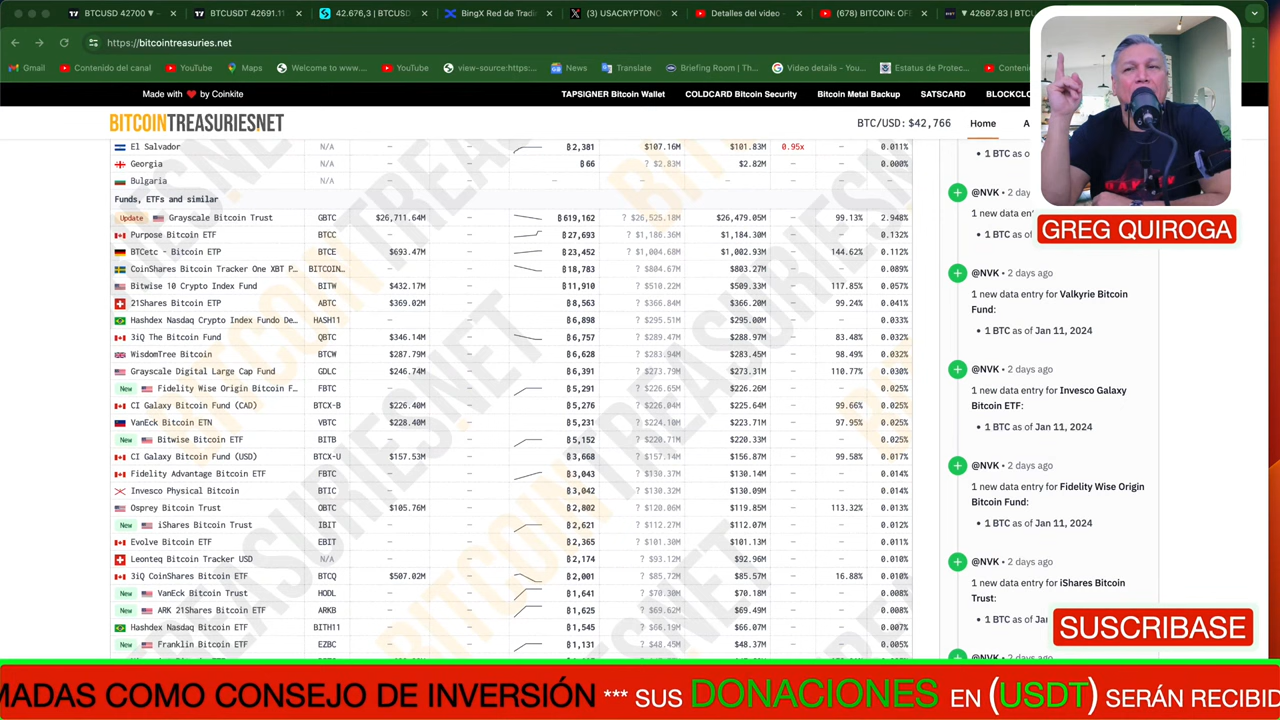 BTCUSD 42700 ▼
BTCUSDT 42691.11
42.676,3 | BTCUSD
BingX Red de Tradi
(3) USACRYPTONO
Detalles del video -
(678) BITCOIN: OF
▼ 42687.83 | BTC
https://bitcointreasuries.net
Gmail
Contenido del canal
YouTube
Maps
Welcome to www....
YouTube
view-source:https:...
News
Translate
Briefing Room | Th...
Video details - You...
Estatus de Protec...
Made with ❤ by Coinkite
TAPSIGNER Bitcoin Wallet
COLDCARD Bitcoin Security
Bitcoin Metal Backup
SATSCARD
BITCOINTREASURIES.NET
BTC/USD: $42,766
Home
El Salvador N/A ₿2,381 $107.16M $101.83M 0.95x 0.011%
Georgia N/A ₿66 ? $2.83M $2.82M — 0.000%
Bulgaria N/A
Funds, ETFs and similar
Update Grayscale Bitcoin Trust GBTC $26,711.64M — ₿619,162 ? $26,525.18M $26,479.05M — 99.13% 2.948%
Purpose Bitcoin ETF BTCC — — ₿27,693 ? $1,186.36M $1,184.30M — — 0.132%
BTCetc - Bitcoin ETP BTCE $693.47M — ₿23,452 ? $1,004.68M $1,002.93M — 144.62% 0.112%
CoinShares Bitcoin Tracker One XBT P… BITCOIN… — — ₿18,783 ? $804.67M $803.27M — — 0.089%
Bitwise 10 Crypto Index Fund BITW $432.17M — ₿11,910 ? $510.22M $509.33M — 117.85% 0.057%
21Shares Bitcoin ETP ABTC $369.02M — ₿8,563 ? $366.84M $366.20M — 99.24% 0.041%
Hashdex Nasdaq Crypto Index Fundo De… HASH11 — — ₿6,898 ? $295.51M $295.00M — — 0.033%
3iQ The Bitcoin Fund QBTC $346.14M — ₿6,757 ? $289.47M $288.97M — 83.48% 0.032%
WisdomTree Bitcoin BTCW $287.79M — ₿6,628 ? $283.94M $283.45M — 98.49% 0.032%
Grayscale Digital Large Cap Fund GDLC $246.74M — ₿6,391 ? $273.79M $273.31M — 110.77% 0.030%
New Fidelity Wise Origin Bitcoin F… FBTC — — ₿5,291 ? $226.65M $226.26M — — 0.025%
CI Galaxy Bitcoin Fund (CAD) BTCX-B $226.40M — ₿5,276 ? $226.04M $225.64M — 99.66% 0.025%
VanEck Bitcoin ETN VBTC $228.40M — ₿5,231 ? $224.10M $223.71M — 97.95% 0.025%
New Bitwise Bitcoin ETF BITB — — ₿5,152 ? $220.71M $220.33M — — 0.025%
CI Galaxy Bitcoin Fund (USD) BTCX-U $157.53M — ₿3,668 ? $157.14M $156.87M — 99.58% 0.017%
Fidelity Advantage Bitcoin ETF FBTC — — ₿3,043 ? $130.37M $130.14M — — 0.014%
Invesco Physical Bitcoin BTIC — — ₿3,042 ? $130.32M $130.09M — — 0.014%
Osprey Bitcoin Trust OBTC $105.76M — ₿2,802 ? $120.06M $119.85M — 113.32% 0.013%
New iShares Bitcoin Trust IBIT — — ₿2,621 ? $112.27M $112.07M — — 0.012%
Evolve Bitcoin ETF EBIT — — ₿2,365 ? $101.30M $101.13M — — 0.011%
Leonteq Bitcoin Tracker USD N/A — ₿2,174 ? $93.12M $92.96M — — 0.010%
3iQ CoinShares Bitcoin ETF BTCQ $507.02M — ₿2,001 ? $85.72M $85.57M — 16.88% 0.010%
New VanEck Bitcoin Trust HODL — — ₿1,641 ? $70.30M $70.18M — — 0.008%
New ARK 21Shares Bitcoin ETF ARKB — — ₿1,625 ? $69.62M $69.49M — — 0.008%
Hashdex Nasdaq Bitcoin ETF BITH11 — — ₿1,545 ? $66.19M $66.07M — — 0.007%
New Franklin Bitcoin ETF EZBC — — ₿1,131 ? $48.45M $48.37M — — 0.005%
• 1 BTC as o
@NVK • 2 day
1 new data en
• 1 BTC as o
@NVK • 2 days ago
1 new data entry for Valkyrie Bitcoin
Fund:
• 1 BTC as of Jan 11, 2024
@NVK • 2 days ago
1 new data entry for Invesco Galaxy
Bitcoin ETF:
• 1 BTC as of Jan 11, 2024
@NVK • 2 days ago
1 new data entry for Fidelity Wise Origin
Bitcoin Fund:
• 1 BTC as of Jan 11, 2024
@NVK • 2 days ago
1 new data entry for iShares Bitcoin
Trust:
• 1 BTC as of Ja
GREG QUIROGA
SUSCRIBASE
MADAS COMO CONSEJO DE INVERSIÓN *** SUS DONACIONES EN (USDT) SERÁN RECIBID